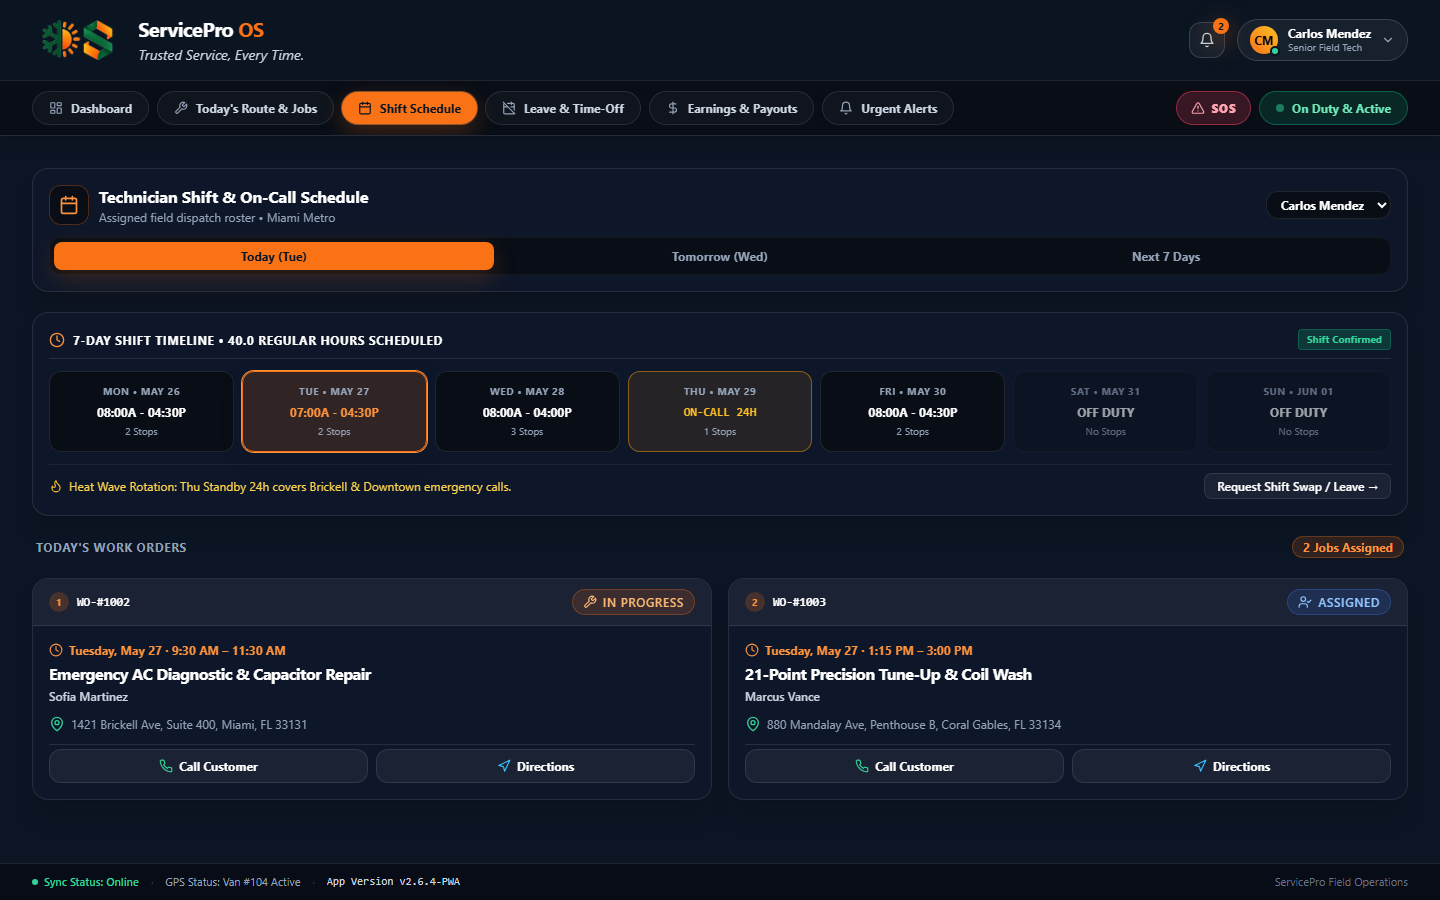 ServicePro OS
Trusted Service, Every Time.
2
CM
Carlos Mendez
Senior Field Tech
Dashboard
Today's Route & Jobs
Shift Schedule
Leave & Time-Off
Earnings & Payouts
Urgent Alerts
SOS
On Duty & Active
Technician Shift & On-Call Schedule
Assigned field dispatch roster • Miami Metro
Carlos Mendez
Today (Tue)
Tomorrow (Wed)
Next 7 Days
7-DAY SHIFT TIMELINE • 40.0 REGULAR HOURS SCHEDULED
Shift Confirmed
MON • MAY 26
08:00A - 04:30P
2 Stops
TUE • MAY 27
07:00A - 04:30P
2 Stops
WED • MAY 28
08:00A - 04:00P
3 Stops
THU • MAY 29
ON-CALL 24H
1 Stops
FRI • MAY 30
08:00A - 04:30P
2 Stops
SAT • MAY 31
OFF DUTY
No Stops
SUN • JUN 01
OFF DUTY
No Stops
Heat Wave Rotation: Thu Standby 24h covers Brickell & Downtown emergency calls.
Request Shift Swap / Leave →
TODAY'S WORK ORDERS
2 Jobs Assigned
1 WO-#1002
IN PROGRESS
Tuesday, May 27 · 9:30 AM – 11:30 AM
Emergency AC Diagnostic & Capacitor Repair
Sofia Martinez
1421 Brickell Ave, Suite 400, Miami, FL 33131
Call Customer
Directions
2 WO-#1003
ASSIGNED
Tuesday, May 27 · 1:15 PM – 3:00 PM
21-Point Precision Tune-Up & Coil Wash
Marcus Vance
880 Mandalay Ave, Penthouse B, Coral Gables, FL 33134
Call Customer
Directions
Sync Status: Online · GPS Status: Van #104 Active · App Version v2.6.4-PWA
ServicePro Field Operations